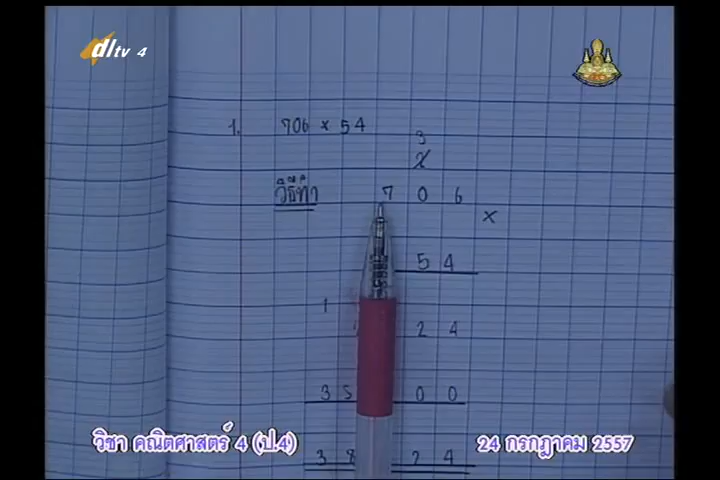 dltv 4
1. 706 × 54
3
2
วิธีทำ 7 0 6
×
5 4
1
2 4
3 5 0 0
วิชา คณิตศาสตร์ 4 (ป.4) 24 กรกฎาคม 2557
3 8 2 4